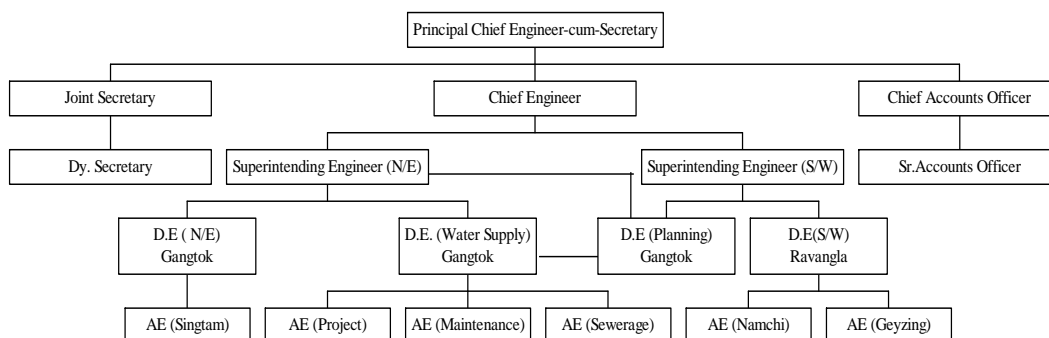 Principal Chief Engineer-cum-Secretary
Joint Secretary
Chief Engineer
Chief Accounts Officer
Dy. Secretary
Superintending Engineer (N/E)
Superintending Engineer (S/W)
Sr.Accounts Officer
D.E ( N/E)
Gangtok
D.E. (Water Supply)
Gangtok
D.E (Planning)
Gangtok
D.E(S/W)
Ravangla
AE (Singtam)
AE (Project)
AE (Maintenance)
AE (Sewerage)
AE (Namchi)
AE (Geyzing)